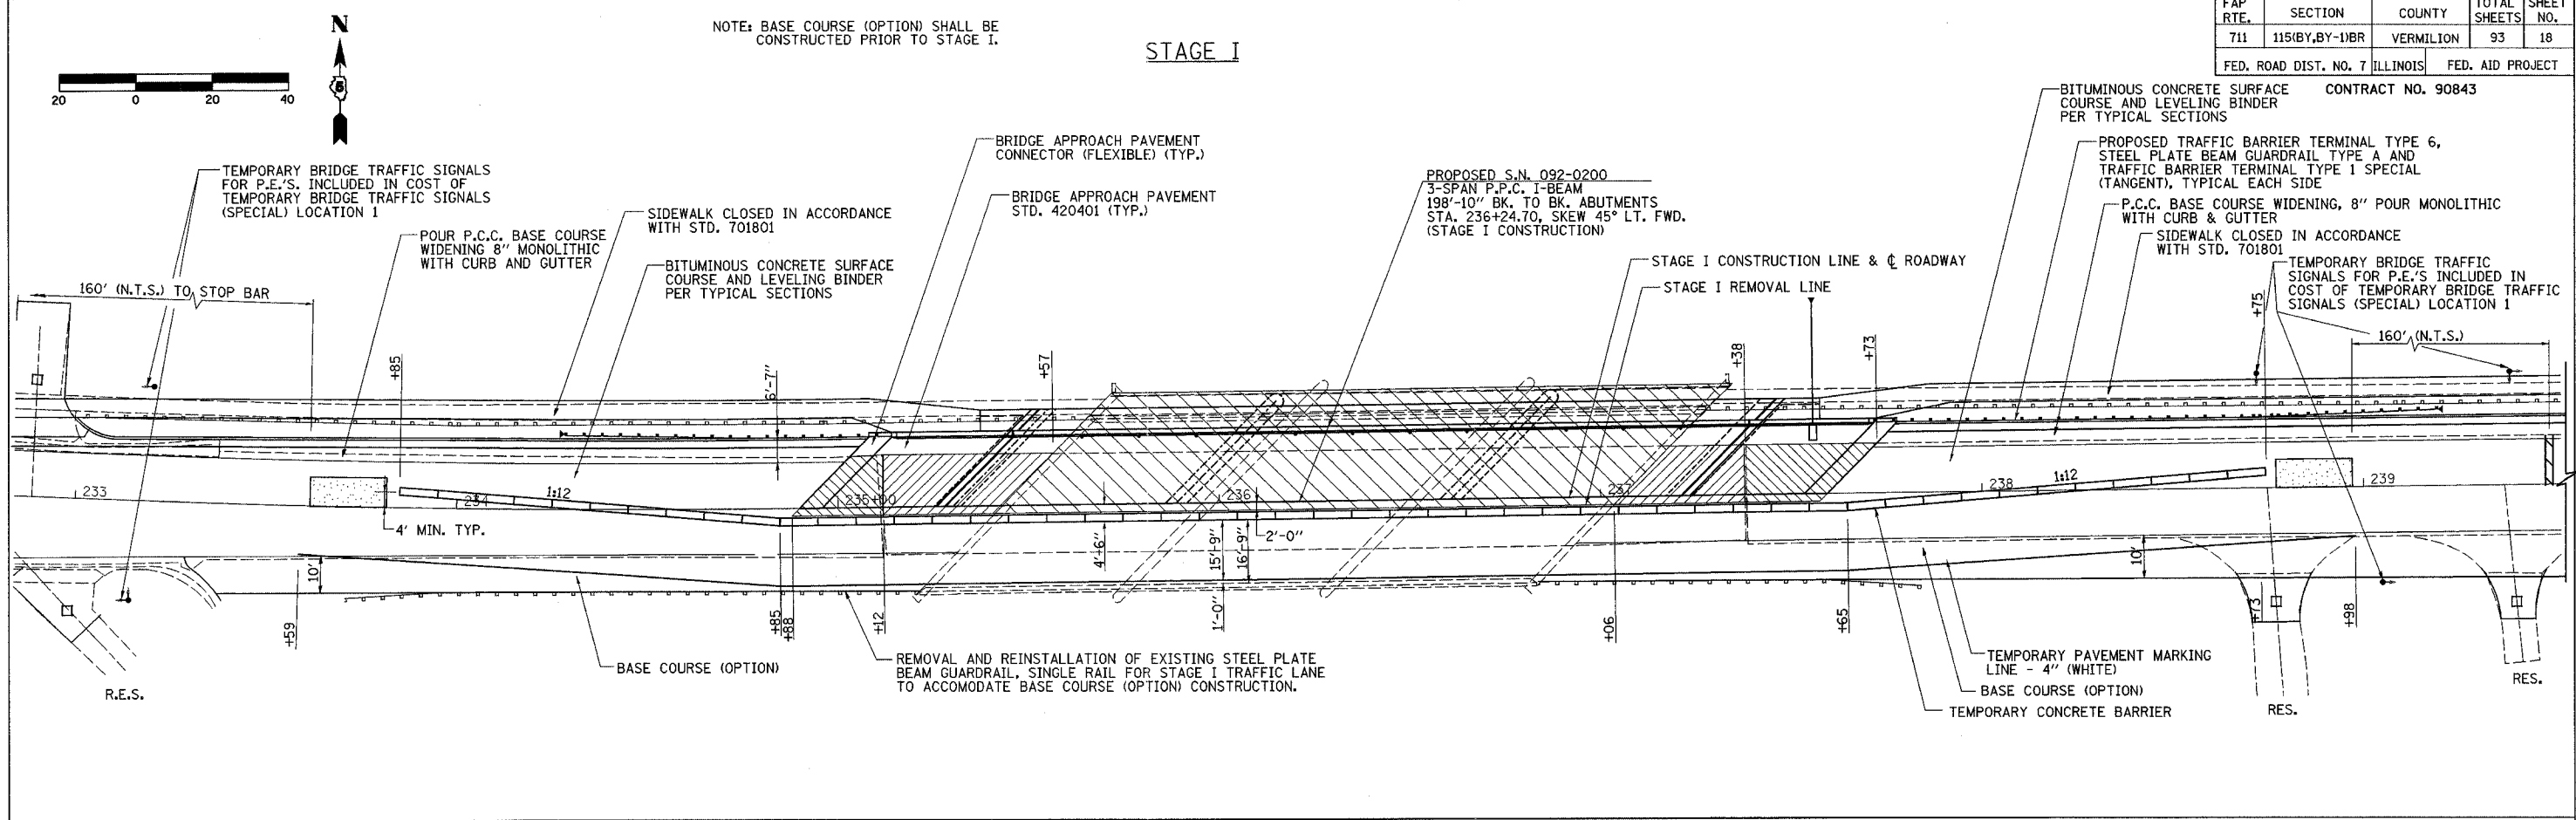 NOTE: BASE COURSE (OPTION) SHALL BE
CONSTRUCTED PRIOR TO STAGE I.
STAGE I
FAP RTE.
SECTION
COUNTY
TOTAL SHEETS
SHEET NO.
711
115(BY,BY-1)BR
VERMILION
93
18
FED. ROAD DIST. NO. 7
ILLINOIS
FED. AID PROJECT
CONTRACT NO. 90843
N
5
20
0
20
40
TEMPORARY BRIDGE TRAFFIC SIGNALS
FOR P.E.'S. INCLUDED IN COST OF
TEMPORARY BRIDGE TRAFFIC SIGNALS
(SPECIAL) LOCATION 1
POUR P.C.C. BASE COURSE
WIDENING 8" MONOLITHIC
WITH CURB AND GUTTER
SIDEWALK CLOSED IN ACCORDANCE
WITH STD. 701801
BITUMINOUS CONCRETE SURFACE
COURSE AND LEVELING BINDER
PER TYPICAL SECTIONS
BRIDGE APPROACH PAVEMENT
CONNECTOR (FLEXIBLE) (TYP.)
BRIDGE APPROACH PAVEMENT
STD. 420401 (TYP.)
PROPOSED S.N. 092-0200
3-SPAN P.P.C. I-BEAM
198'-10" BK. TO BK. ABUTMENTS
STA. 236+24.70, SKEW 45° LT. FWD.
(STAGE I CONSTRUCTION)
STAGE I CONSTRUCTION LINE & ℄ ROADWAY
STAGE I REMOVAL LINE
BITUMINOUS CONCRETE SURFACE
COURSE AND LEVELING BINDER
PER TYPICAL SECTIONS
PROPOSED TRAFFIC BARRIER TERMINAL TYPE 6,
STEEL PLATE BEAM GUARDRAIL TYPE A AND
TRAFFIC BARRIER TERMINAL TYPE 1 SPECIAL
(TANGENT), TYPICAL EACH SIDE
P.C.C. BASE COURSE WIDENING, 8" POUR MONOLITHIC
WITH CURB & GUTTER
SIDEWALK CLOSED IN ACCORDANCE
WITH STD. 701801
TEMPORARY BRIDGE TRAFFIC
SIGNALS FOR P.E.'S INCLUDED IN
COST OF TEMPORARY BRIDGE TRAFFIC
SIGNALS (SPECIAL) LOCATION 1
160' (N.T.S.) TO STOP BAR
160' (N.T.S.)
+85
6'-7"
+57
+38
+73
+75
233
234
1:12
235+00
236
237
238
1:12
239
4' MIN. TYP.
2'-0"
4'-6"
15'-9"
16'-9"
1'-0"
10'
10'
+59
+85
+88
+12
+06
+65
+73
+98
BASE COURSE (OPTION)
REMOVAL AND REINSTALLATION OF EXISTING STEEL PLATE
BEAM GUARDRAIL, SINGLE RAIL FOR STAGE I TRAFFIC LANE
TO ACCOMODATE BASE COURSE (OPTION) CONSTRUCTION.
TEMPORARY PAVEMENT MARKING
LINE - 4" (WHITE)
BASE COURSE (OPTION)
TEMPORARY CONCRETE BARRIER
R.E.S.
RES.
RES.